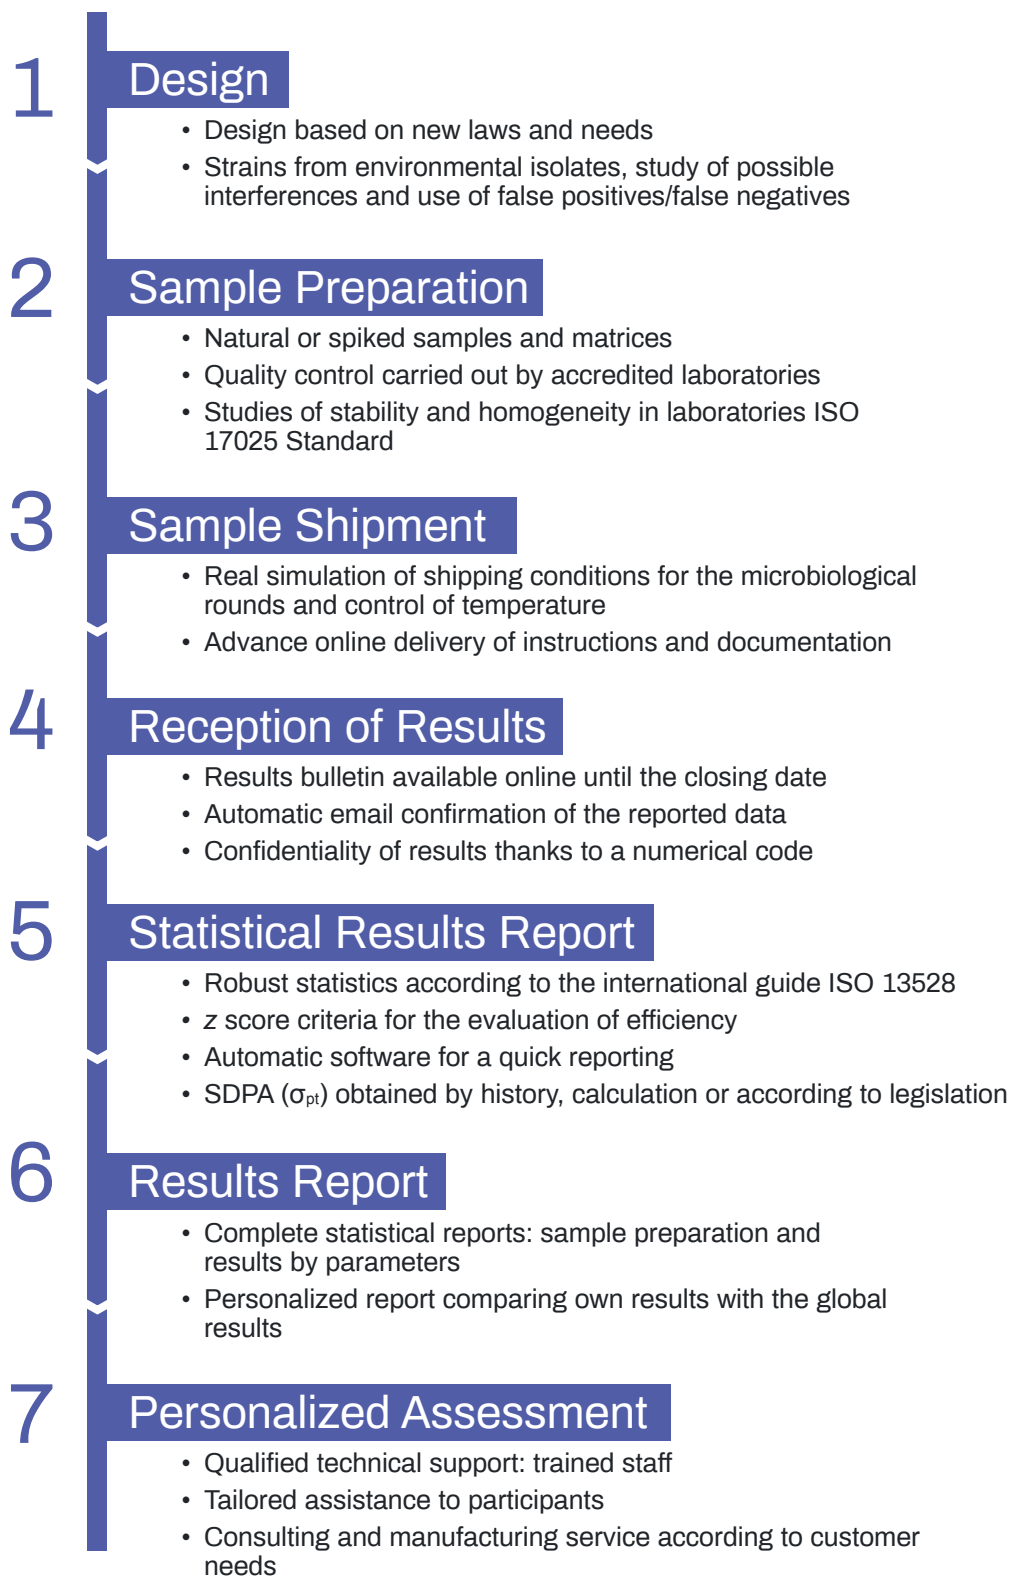 1
Design
• Design based on new laws and needs
• Strains from environmental isolates, study of possible
interferences and use of false positives/false negatives
2
Sample Preparation
• Natural or spiked samples and matrices
• Quality control carried out by accredited laboratories
• Studies of stability and homogeneity in laboratories ISO
17025 Standard
3
Sample Shipment
• Real simulation of shipping conditions for the microbiological
rounds and control of temperature
• Advance online delivery of instructions and documentation
4
Reception of Results
• Results bulletin available online until the closing date
• Automatic email confirmation of the reported data
• Confidentiality of results thanks to a numerical code
5
Statistical Results Report
• Robust statistics according to the international guide ISO 13528
• z score criteria for the evaluation of efficiency
• Automatic software for a quick reporting
• SDPA (σpt) obtained by history, calculation or according to legislation
6
Results Report
• Complete statistical reports: sample preparation and
results by parameters
• Personalized report comparing own results with the global
results
7
Personalized Assessment
• Qualified technical support: trained staff
• Tailored assistance to participants
• Consulting and manufacturing service according to customer
needs